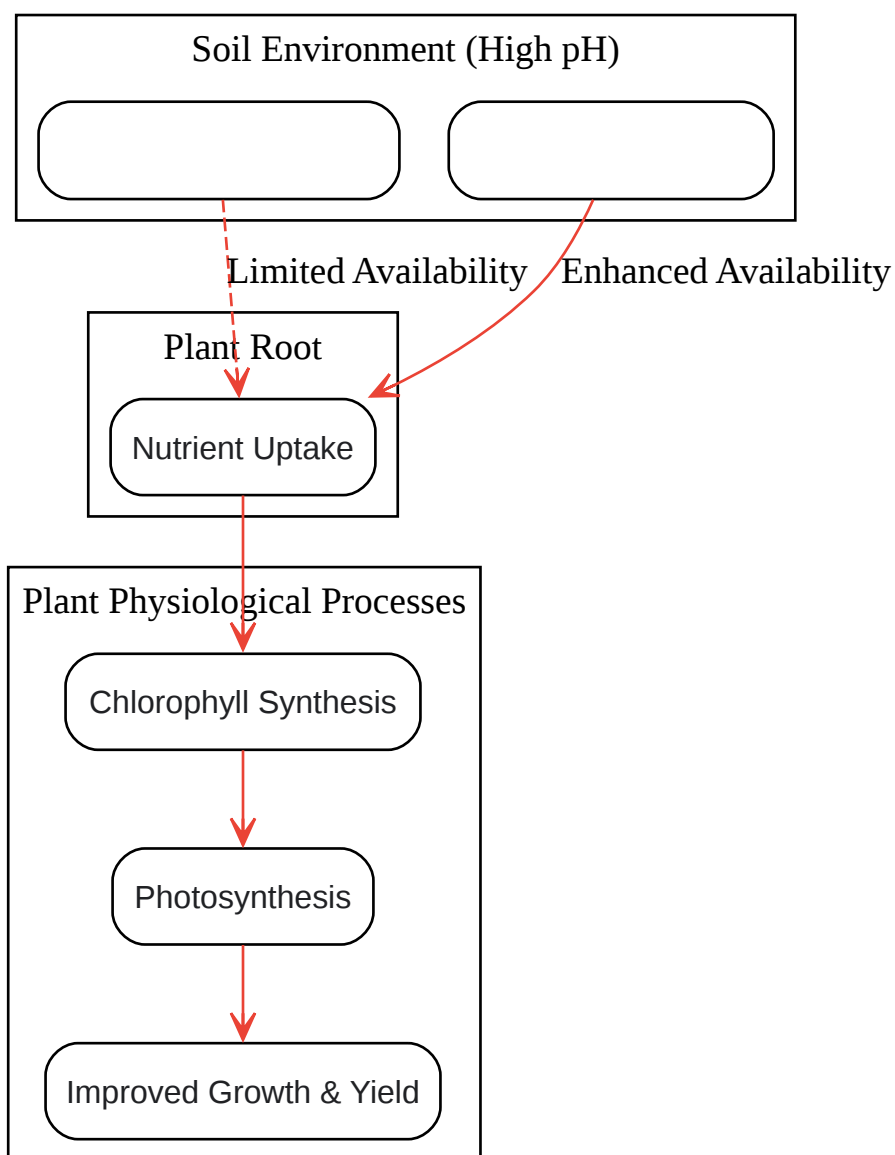 Soil Environment (High pH)
Limited Availability
Enhanced Availability
Plant Root
Nutrient Uptake
Plant Physiological Processes
Chlorophyll Synthesis
Photosynthesis
Improved Growth & Yield